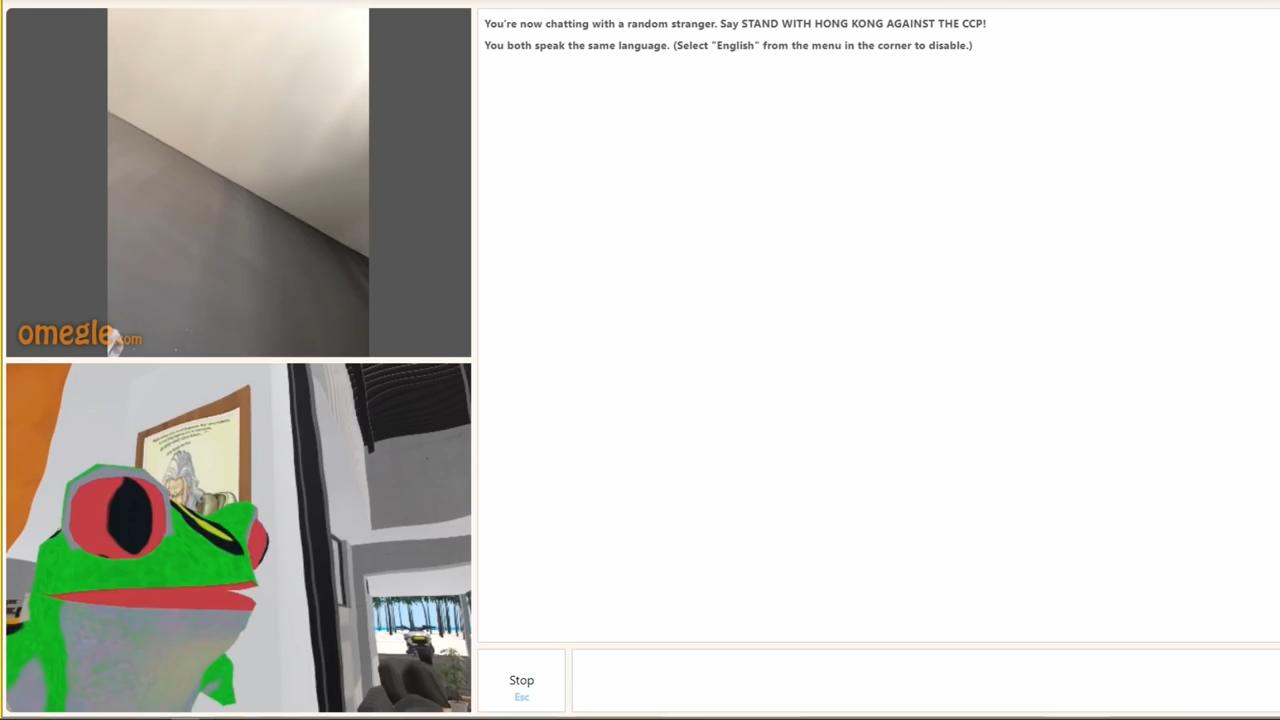 You're now chatting with a random stranger. Say STAND WITH HONG KONG AGAINST THE CCP!
You both speak the same language. (Select "English" from the menu in the corner to disable.)
omegle.com
Stop
Esc